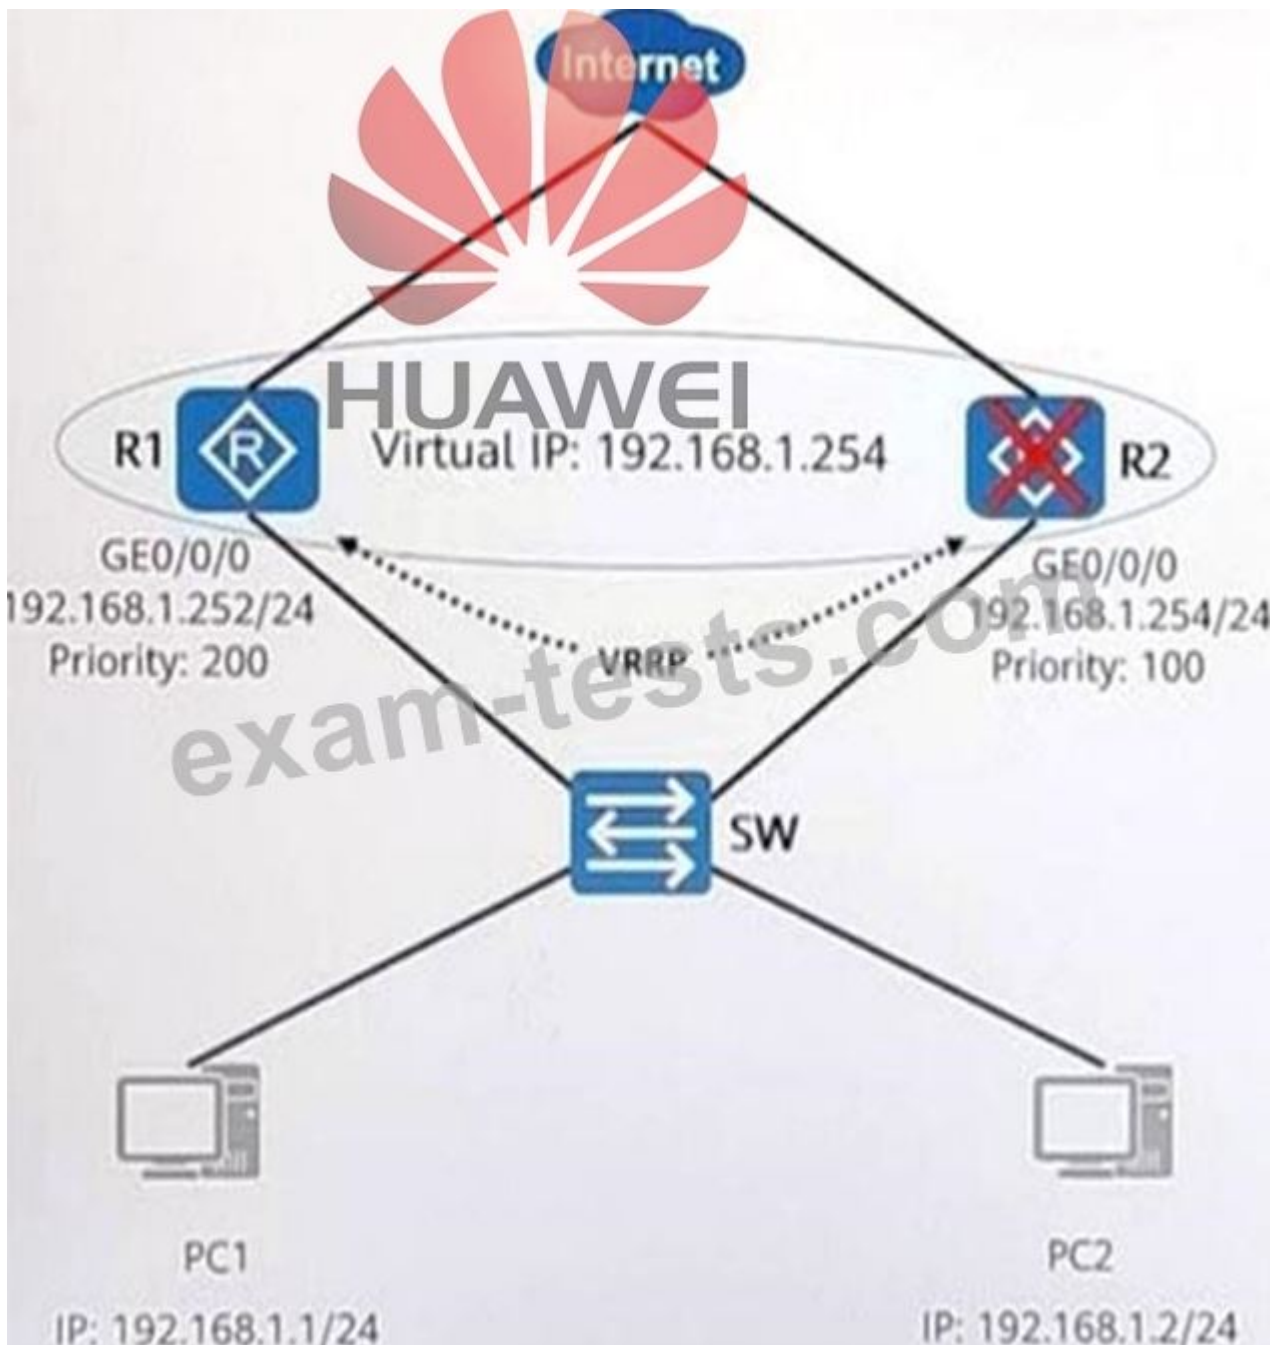 Internet
HUAWEI
R1
Virtual IP: 192.168.1.254
R2
GE0/0/0
192.168.1.252/24
Priority: 200
GE0/0/0
192.168.1.254/24
Priority: 100
VRRP
exam-tests.com
SW
PC1
IP: 192.168.1.1/24
PC2
IP: 192.168.1.2/24